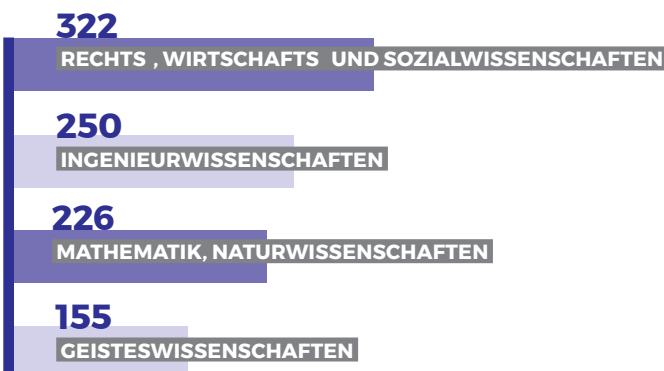 322
RECHTS , WIRTSCHAFTS UND SOZIALWISSENSCHAFTEN
250
INGENIEURWISSENSCHAFTEN
226
MATHEMATIK, NATURWISSENSCHAFTEN
155
GEISTESWISSENSCHAFTEN